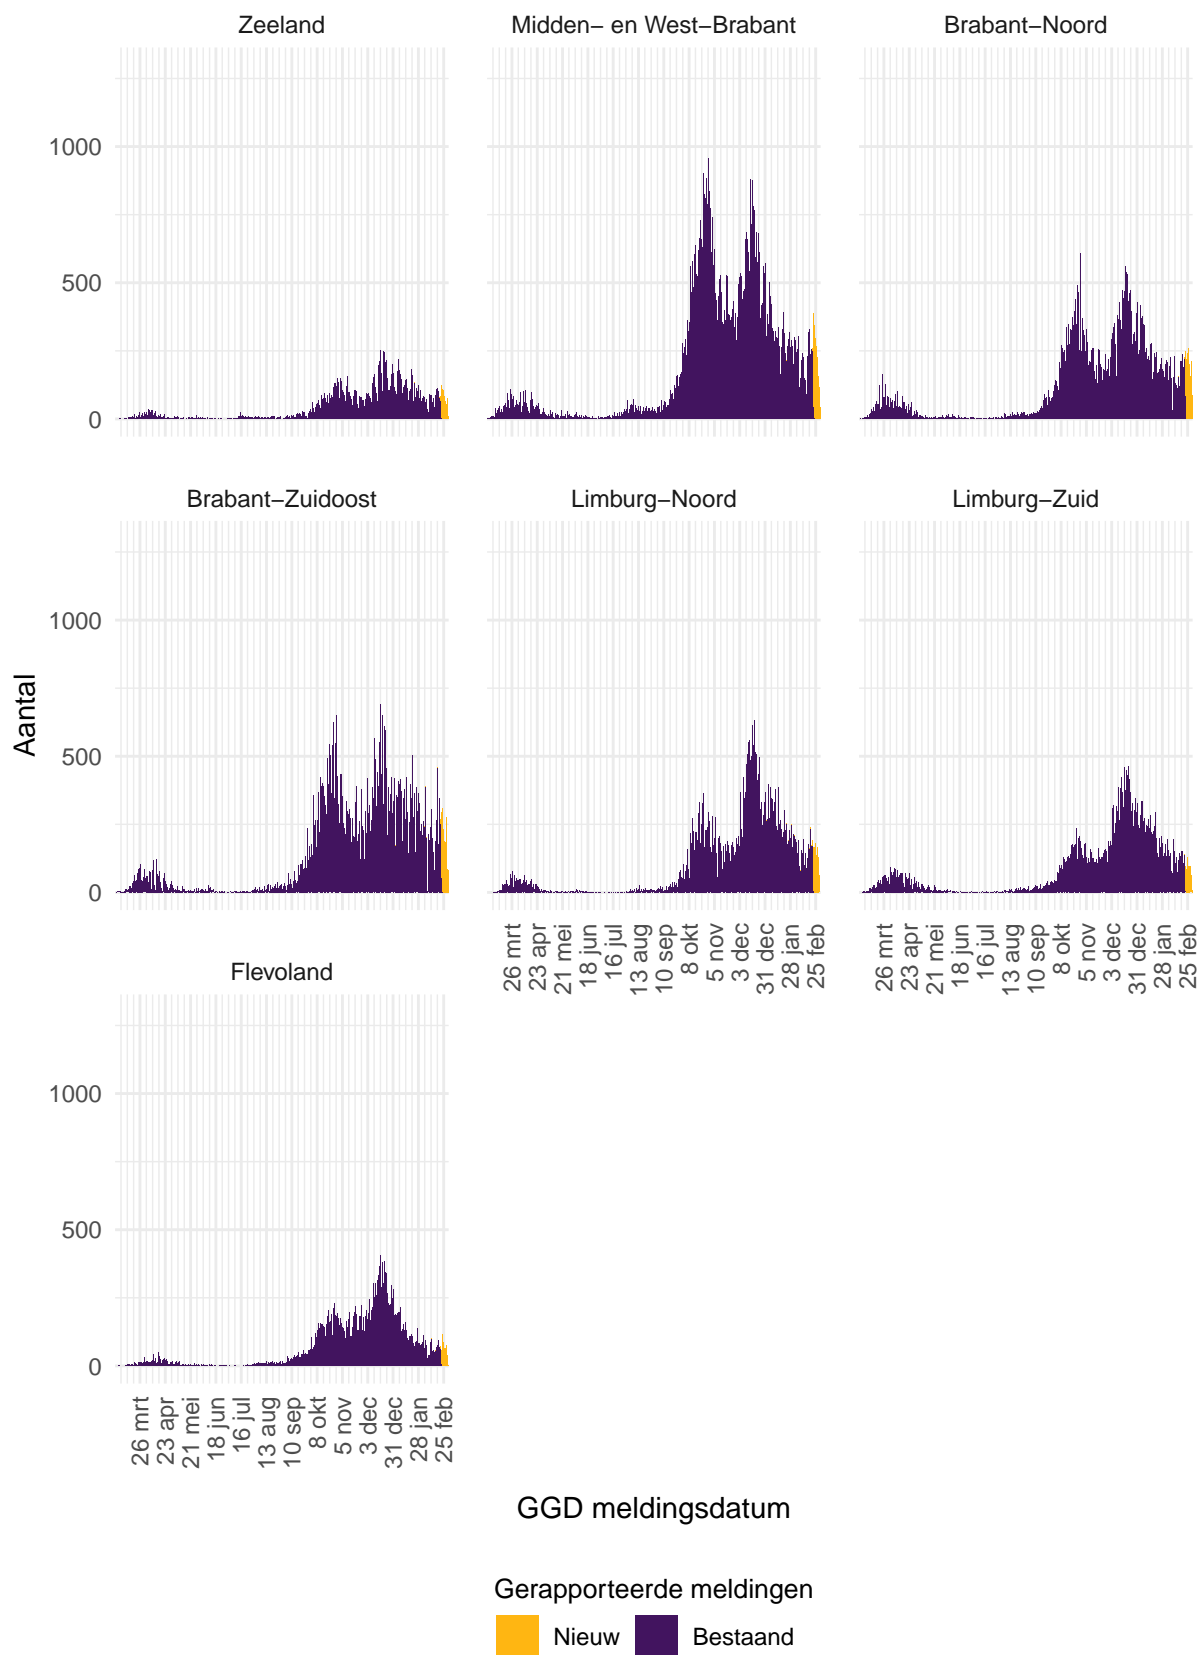 Zeeland
Midden− en West−Brabant
Brabant−Noord
1000
500
0
Brabant−Zuidoost
Limburg−Noord
Limburg−Zuid
1000
500
0
26 mrt
23 apr
21 mei
18 jun
16 jul
13 aug
10 sep
8 okt
5 nov
3 dec
31 dec
28 jan
25 feb
26 mrt
23 apr
21 mei
18 jun
16 jul
13 aug
10 sep
8 okt
5 nov
3 dec
31 dec
28 jan
25 feb
Flevoland
1000
500
0
26 mrt
23 apr
21 mei
18 jun
16 jul
13 aug
10 sep
8 okt
5 nov
3 dec
31 dec
28 jan
25 feb
Aantal
GGD meldingsdatum
Gerapporteerde meldingen
Nieuw
Bestaand